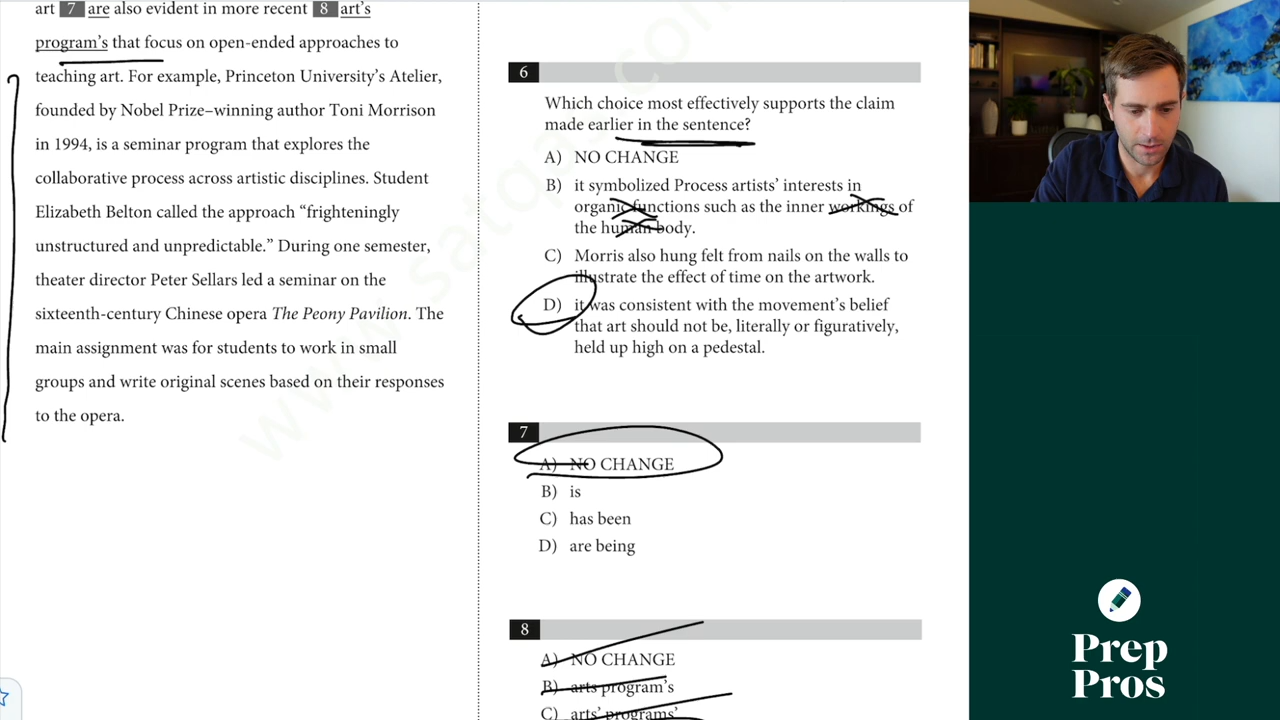 art 7 are also evident in more recent 8 art's
program's that focus on open-ended approaches to
teaching art. For example, Princeton University's Atelier,
founded by Nobel Prize–winning author Toni Morrison
in 1994, is a seminar program that explores the
collaborative process across artistic disciplines. Student
Elizabeth Belton called the approach “frighteningly
unstructured and unpredictable.” During one semester,
theater director Peter Sellars led a seminar on the
sixteenth-century Chinese opera The Peony Pavilion. The
main assignment was for students to work in small
groups and write original scenes based on their responses
to the opera.
6
Which choice most effectively supports the claim
made earlier in the sentence?
A) NO CHANGE
B) it symbolized Process artists' interests in
organic functions such as the inner workings of
the human body.
C) Morris also hung felt from nails on the walls to
illustrate the effect of time on the artwork.
D) it was consistent with the movement's belief
that art should not be, literally or figuratively,
held up high on a pedestal.
7
A) NO CHANGE
B) is
C) has been
D) are being
8
A) NO CHANGE
B) arts program's
C) arts' programs'
Prep
Pros